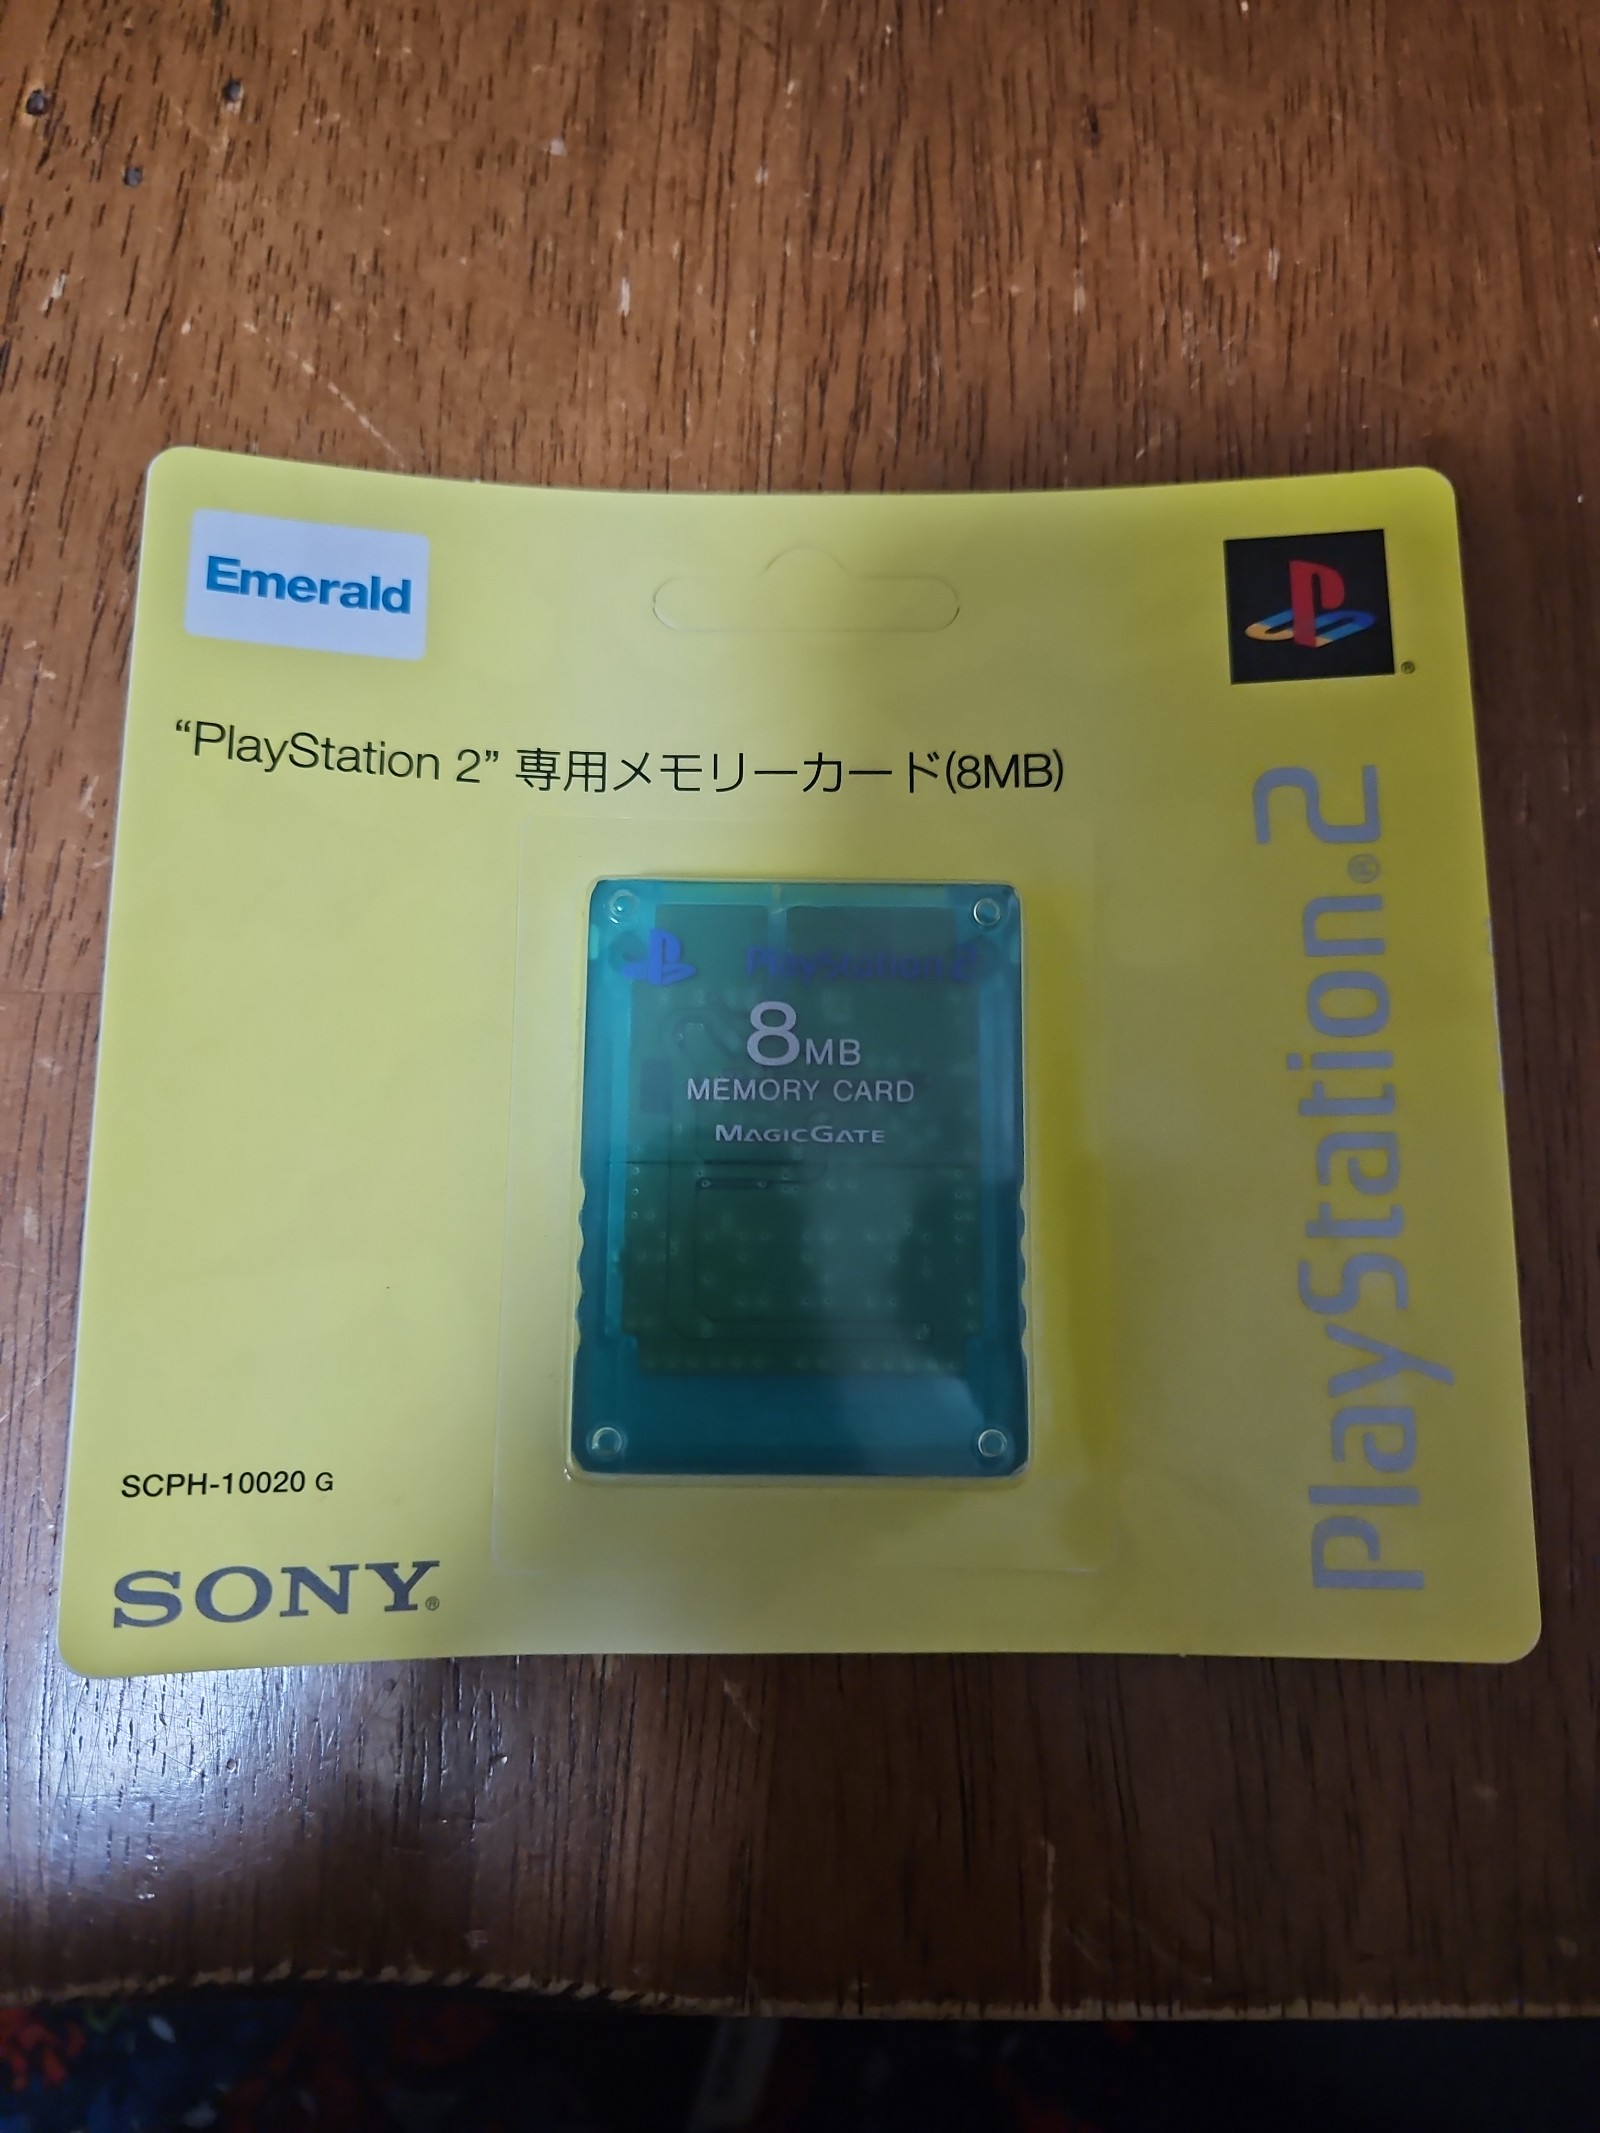 Emerald
“PlayStation 2” 専用メモリーカード(8MB)
PlayStation 2
8MB
MEMORY CARD
MAGICGATE
SCPH-10020 G
SONY®
PlayStation®2
®